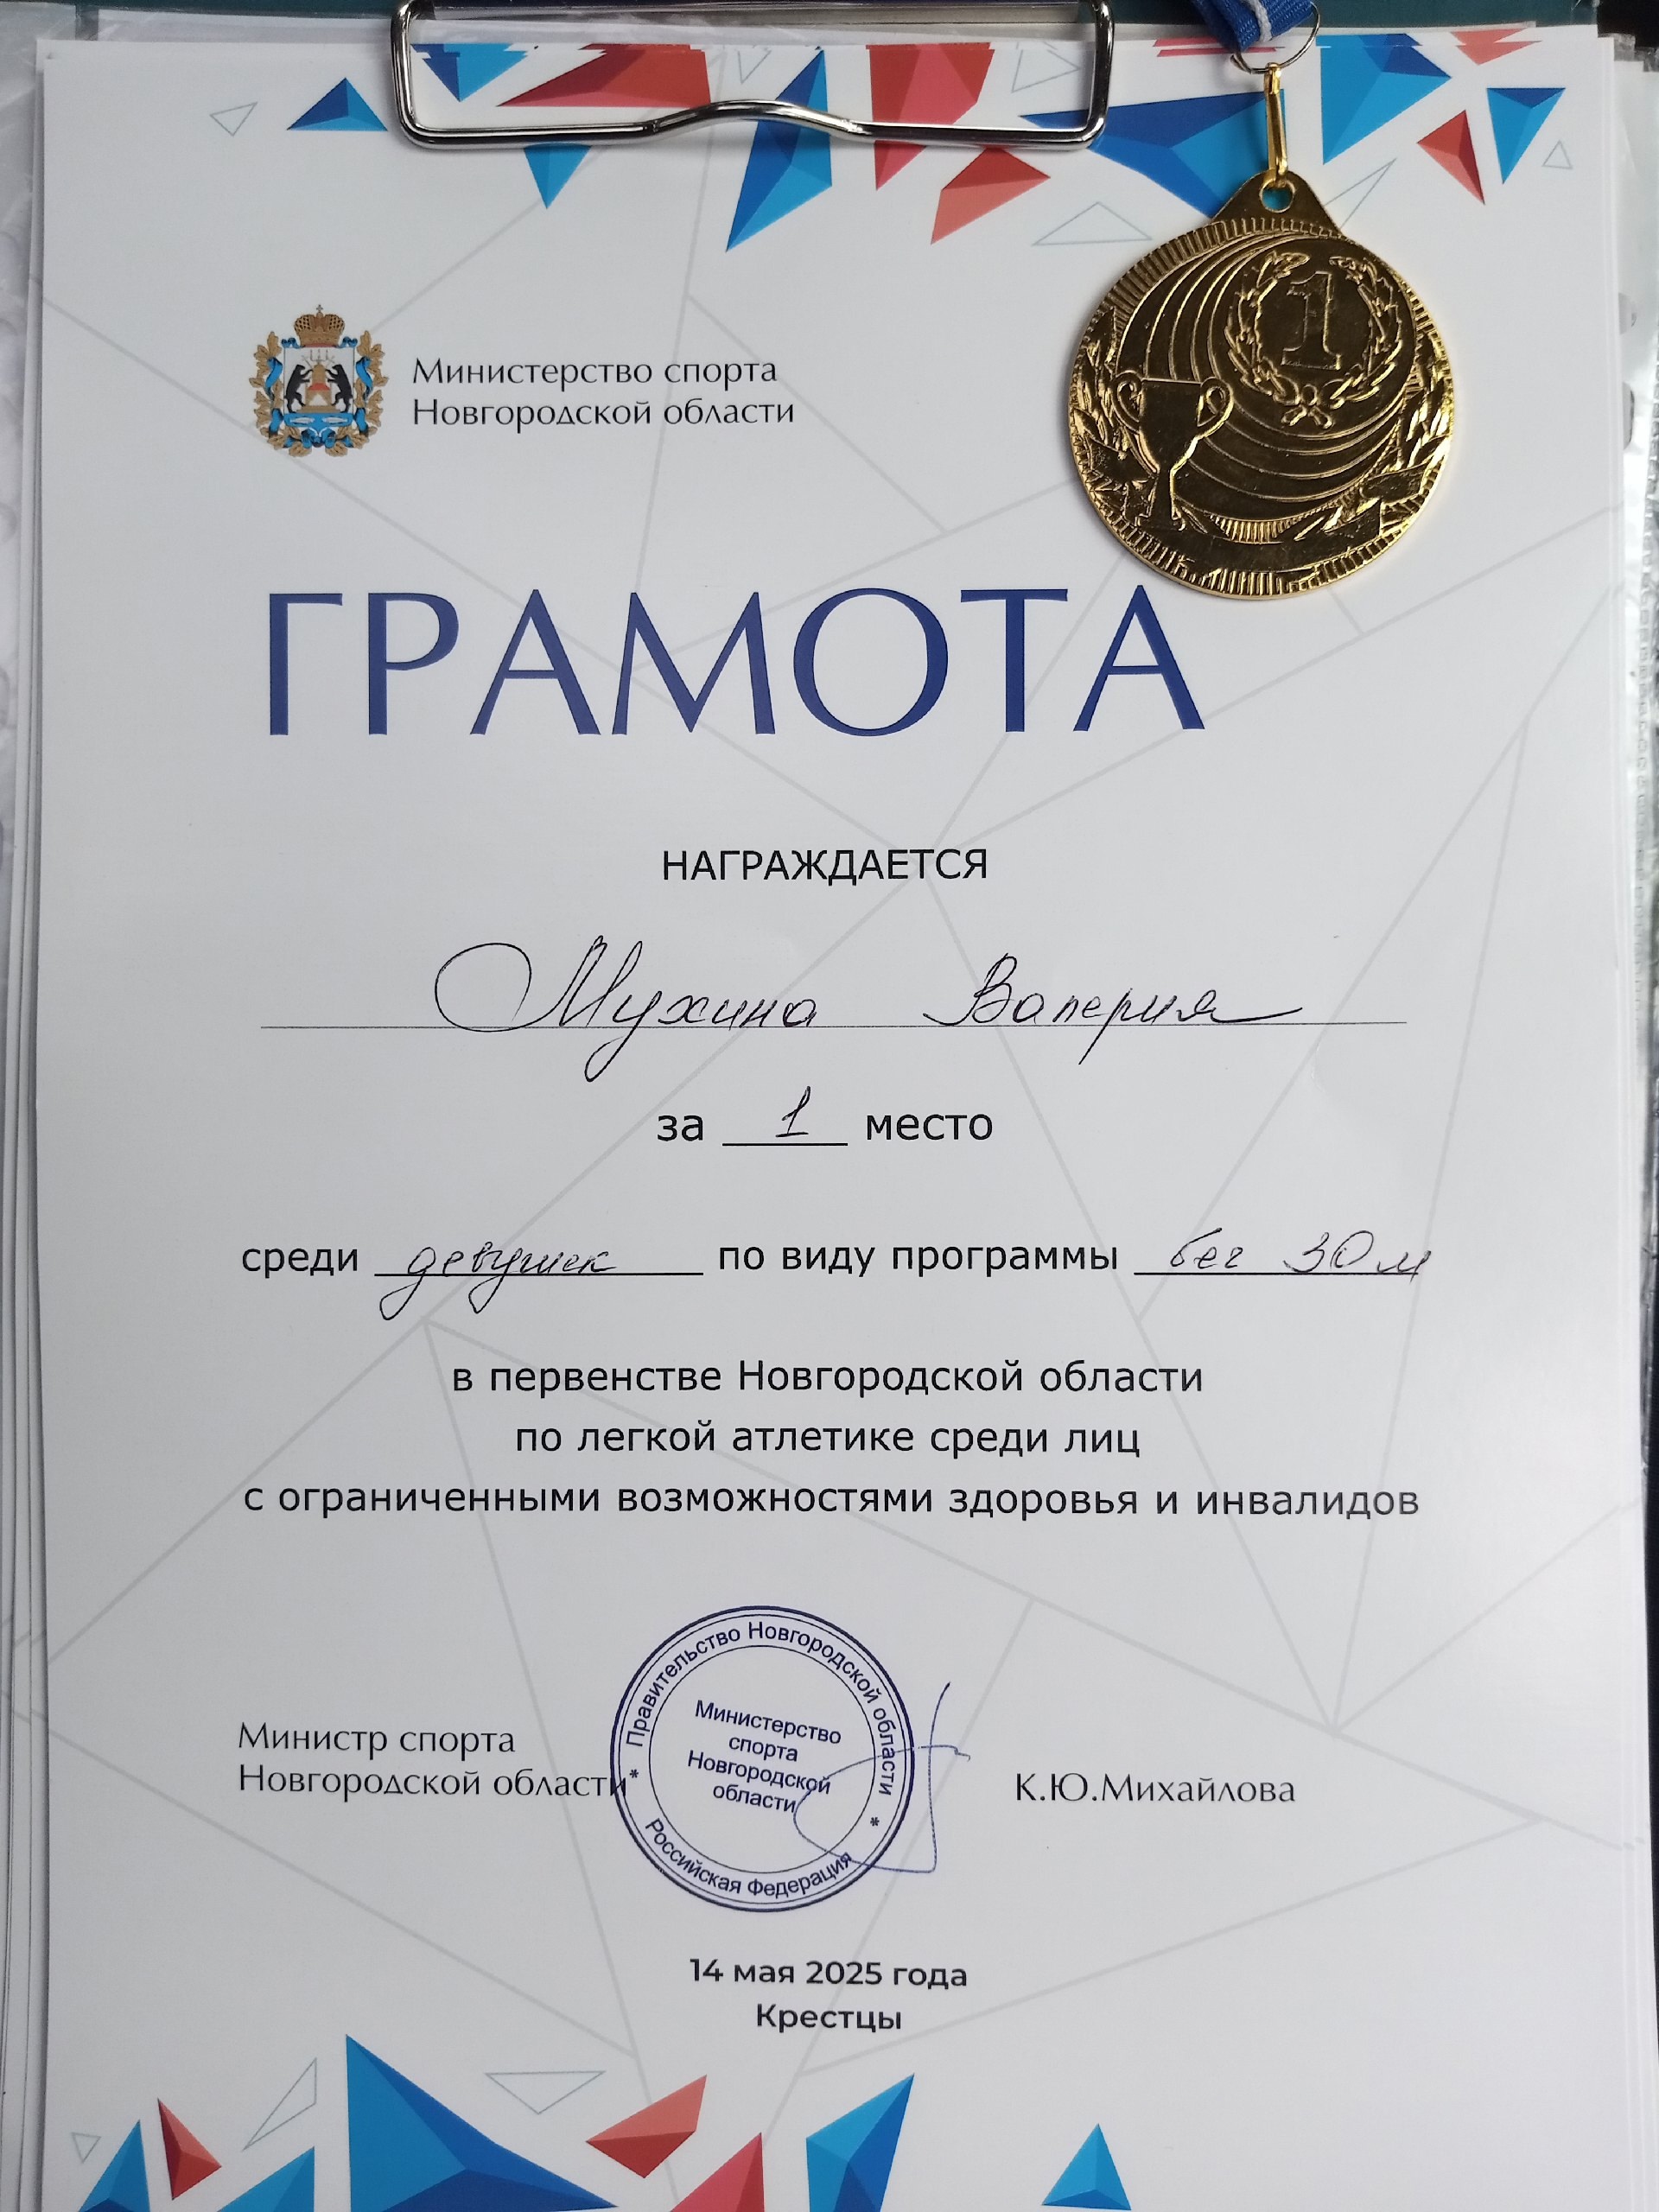 1
Министерство спорта
Новгородской области
ГРАМОТА
НАГРАЖДАЕТСЯ
Мухина Валерия
за 1 место
среди девушек по виду программы бег 30 м
в первенстве Новгородской области
по легкой атлетике среди лиц
с ограниченными возможностями здоровья и инвалидов
Министр спорта
Новгородской области
Правительство Новгородской области
* Российская Федерация *
Министерство
спорта
Новгородской
области
К.Ю.Михайлова
14 мая 2025 года
Крестцы